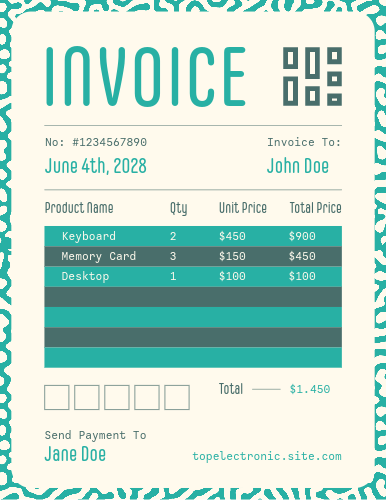 INVOICE
No: #1234567890 Invoice To:
June 4th, 2028 John Doe
Product Name Qty Unit Price Total Price
Keyboard 2 $450 $900
Memory Card 3 $150 $450
Desktop 1 $100 $100
Total $1.450
Send Payment To
Jane Doe topelectronic.site.com